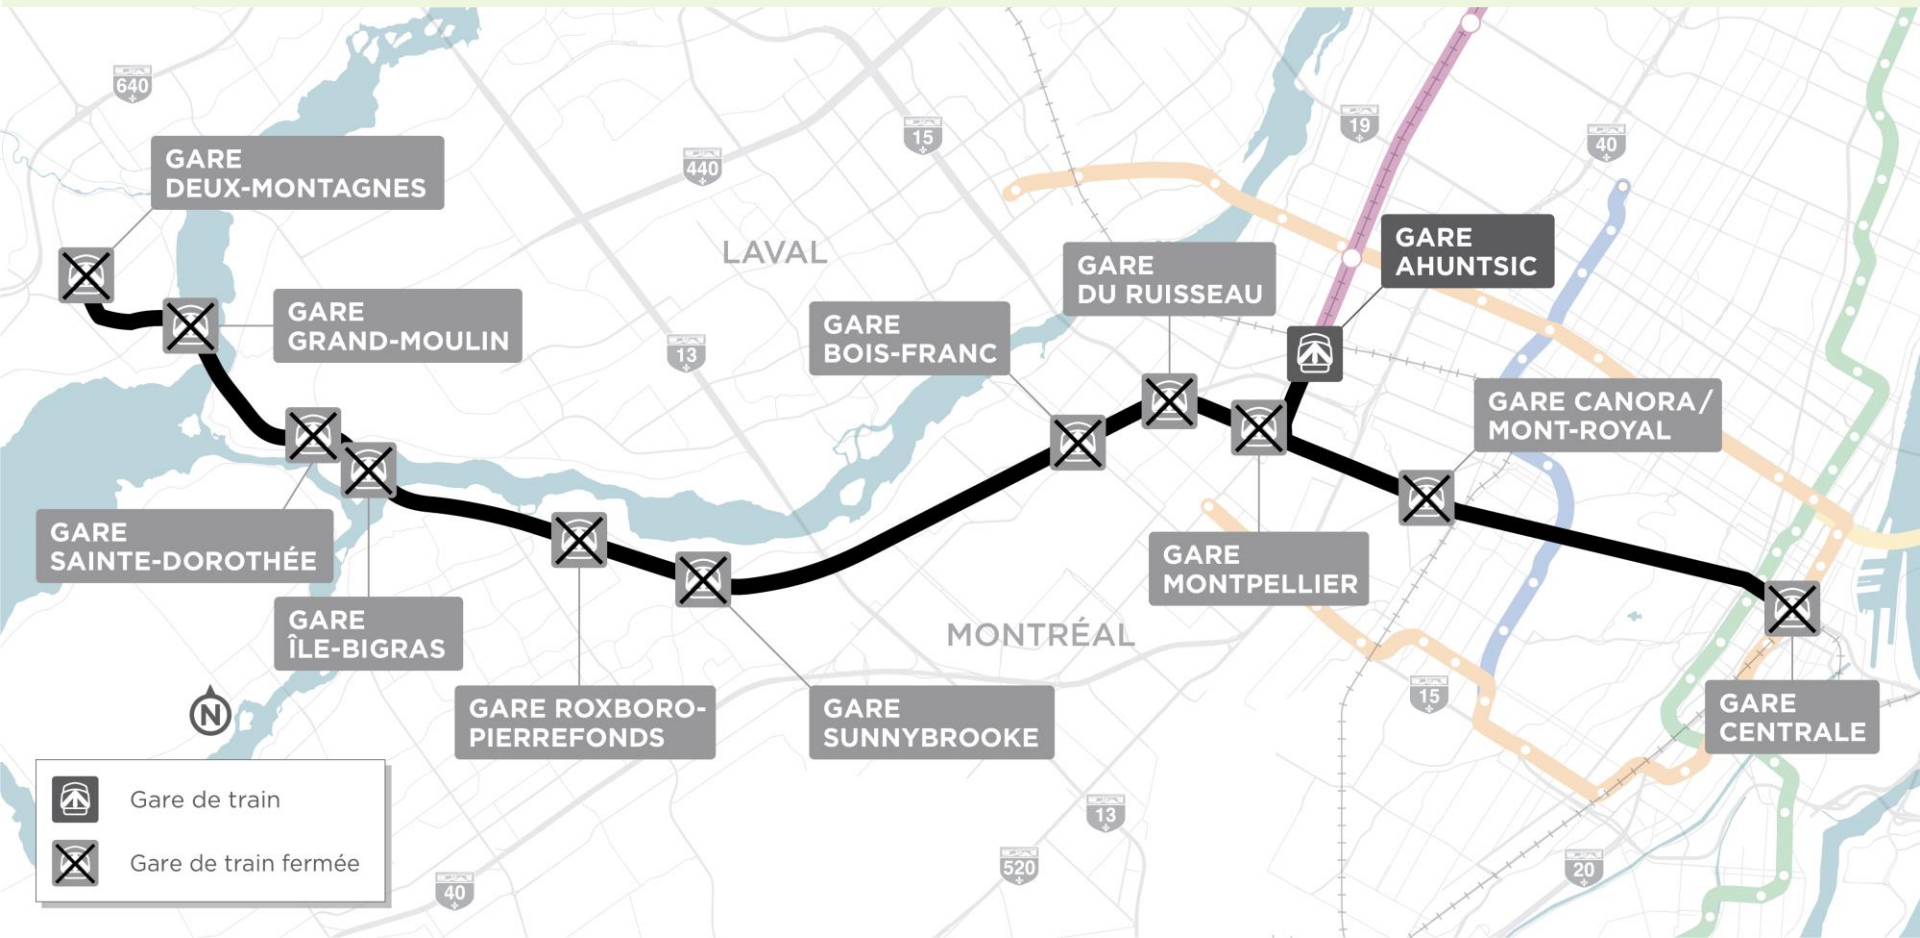 640
15
19
40
440
GARE
DEUX-MONTAGNES
LAVAL
GARE
AHUNTSIC
GARE
DU RUISSEAU
GARE
GRAND-MOULIN
GARE
BOIS-FRANC
13
GARE CANORA/
MONT-ROYAL
GARE
SAINTE-DOROTHÉE
GARE
MONTPELLIER
GARE
ÎLE-BIGRAS
MONTRÉAL
GARE ROXBORO-
PIERREFONDS
GARE
SUNNYBROOKE
15
GARE
CENTRALE
N
Gare de train
Gare de train fermée
13
520
20
40